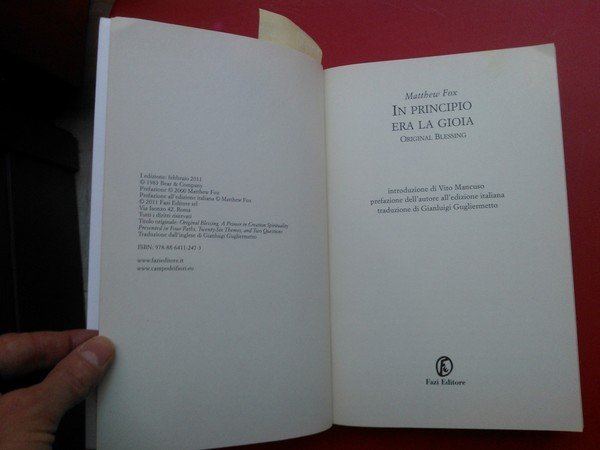 I edizione: febbraio 2011
© 1983 Bear & Company
Prefazione © 2000 Matthew Fox
Prefazione all'edizione italiana © Matthew Fox
© 2011 Fazi Editore srl
Via Isonzo 42, Roma
Tutti i diritti riservati
Titolo originale: Original Blessing. A Primer in Creation Spirituality
Presented in Four Paths, Twenty-Six Themes, and Two Questions
Traduzione dall'inglese di Gianluigi Gugliermetto
ISBN: 978-88-6411-247-3
www.fazieditore.it
www.campodeifiori.eu
Matthew Fox
IN PRINCIPIO
ERA LA GIOIA
ORIGINAL BLESSING
introduzione di Vito Mancuso
prefazione dell'autore all'edizione italiana
traduzione di Gianluigi Gugliermetto
Fazi Editore